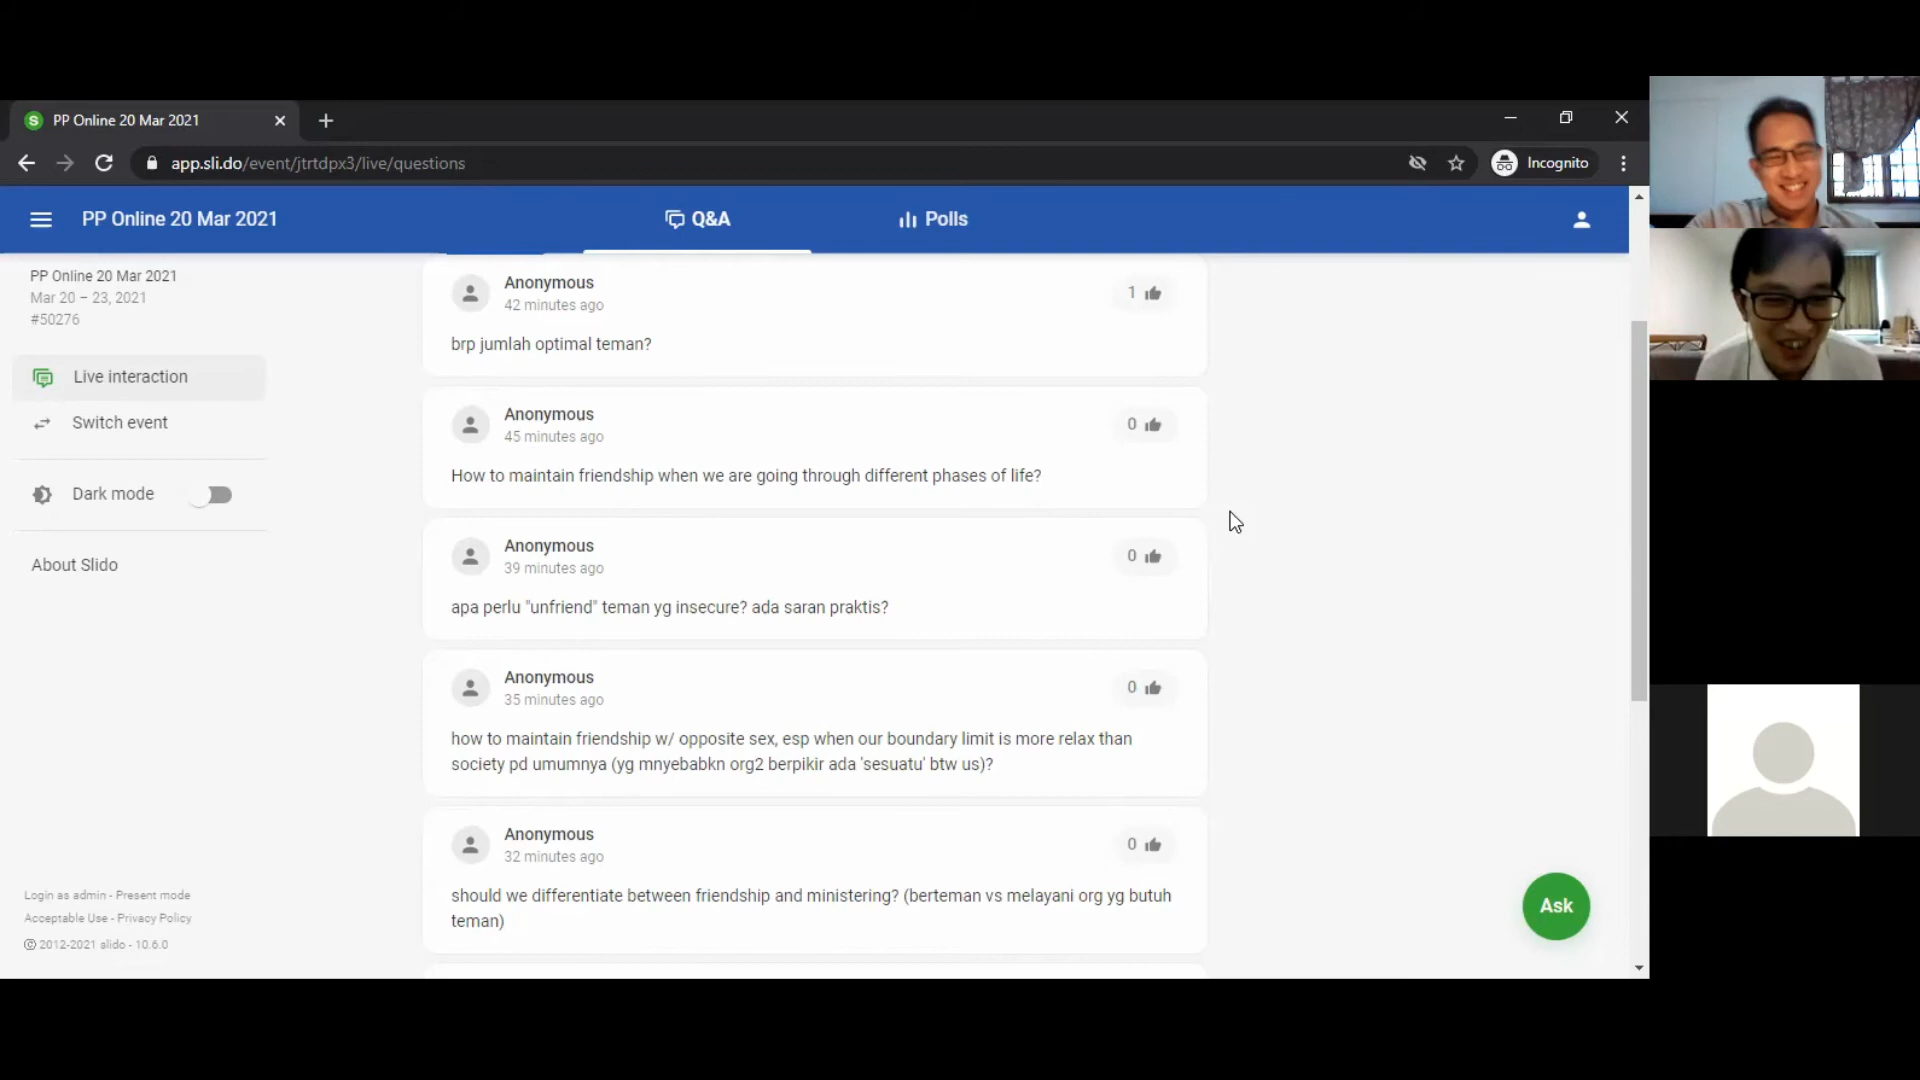 PP Online 20 Mar 2021
app.sli.do/event/jtrtdpx3/live/questions
Incognito
PP Online 20 Mar 2021
Q&A
Polls
PP Online 20 Mar 2021
Mar 20 – 23, 2021
#50276
Live interaction
Switch event
Dark mode
About Slido
Login as admin - Present mode
Acceptable Use - Privacy Policy
© 2012-2021 slido - 10.6.0
Anonymous
42 minutes ago
1
brp jumlah optimal teman?
Anonymous
45 minutes ago
0
How to maintain friendship when we are going through different phases of life?
Anonymous
39 minutes ago
0
apa perlu "unfriend" teman yg insecure? ada saran praktis?
Anonymous
35 minutes ago
0
how to maintain friendship w/ opposite sex, esp when our boundary limit is more relax than
society pd umumnya (yg mnyebabkn org2 berpikir ada 'sesuatu' btw us)?
Anonymous
32 minutes ago
0
should we differentiate between friendship and ministering? (berteman vs melayani org yg butuh
teman)
Ask